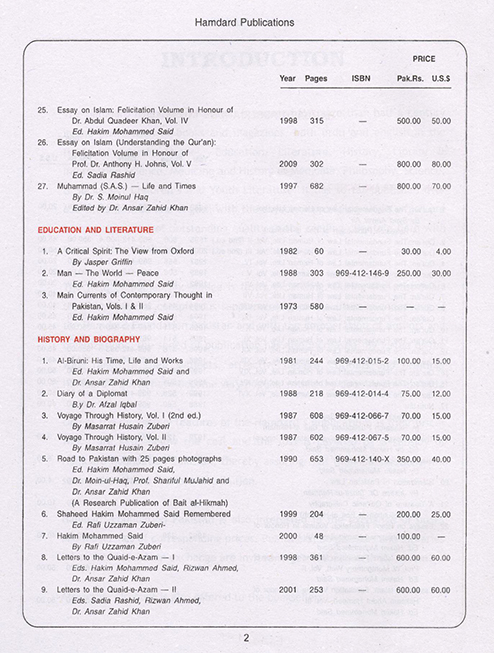 Hamdard Publications
PRICE
Year Pages ISBN Pak.Rs. U.S.$
25. Essay on Islam: Felicitation Volume in Honour of
Dr. Abdul Quadeer Khan, Vol. IV 1998 315 — 500.00 50.00
Ed. Hakim Mohammed Said
26. Essay on Islam (Understanding the Qur'an):
Felicitation Volume in Honour of
Prof. Dr. Anthony H. Johns, Vol. V — 2009 302 — 800.00 80.00
Ed. Sadia Rashid
27. Muhammad (S.A.S.) — Life and Times 1997 682 — 800.00 70.00
By Dr. S. Moinul Haq
Edited by Dr. Ansar Zahid Khan
EDUCATION AND LITERATURE
1. A Critical Spirit: The View from Oxford 1982 60 — 30.00 4.00
By Jasper Griffin
2. Man — The World — Peace 1988 303 969-412-146-9 250.00 30.00
Ed. Hakim Mohammed Said
3. Main Currents of Contemporary Thought in
Pakistan, Vols. I & II 1973 580 — — —
Ed. Hakim Mohammed Said
HISTORY AND BIOGRAPHY
1. Al-Biruni: His Time, Life and Works 1981 244 969-412-015-2 100.00 15.00
Ed. Hakim Mohammed Said and
Dr. Ansar Zahid Khan
2. Diary of a Diplomat 1988 218 969-412-014-4 75.00 12.00
B.y Dr. Afzal Iqbal
3. Voyage Through History, Vol. I (2nd ed.) 1987 608 969-412-066-7 70.00 15.00
By Masarrat Husain Zuberi
4. Voyage Through History, Vol. II 1987 602 969-412-067-5 70.00 15.00
By Masarrat Husain Zuberi
5. Road to Pakistan with 25 pages photographs 1990 653 969-412-140-X 350.00 40.00
Ed. Hakim Mohammed Said,
Dr. Moin-ul-Haq, Prof. Shariful MuJahid and
Dr. Ansar Zahid Khan
(A Research Publication of Bait al-Hikmah)
6. Shaheed Hakim Mohammed Said Remembered 1999 204 — 200.00 25.00
Ed. Rafi Uzzaman Zuberi-
7. Hakim Mohammed Said 2000 48 — 100.00 —
By Rafi Uzzaman Zuberi
8. Letters to the Quaid-e-Azam — I 1998 361 — 600.00 60.00
Eds. Hakim Mohammed Said, Rizwan Ahmed,
Dr. Ansar Zahid Khan
9. Letters to the Quaid-e-Azam — II 2001 253 — 600.00 60.00
Eds. Sadia Rashid, Rizwan Ahmed,
Dr. Ansar Zahid Khan
2